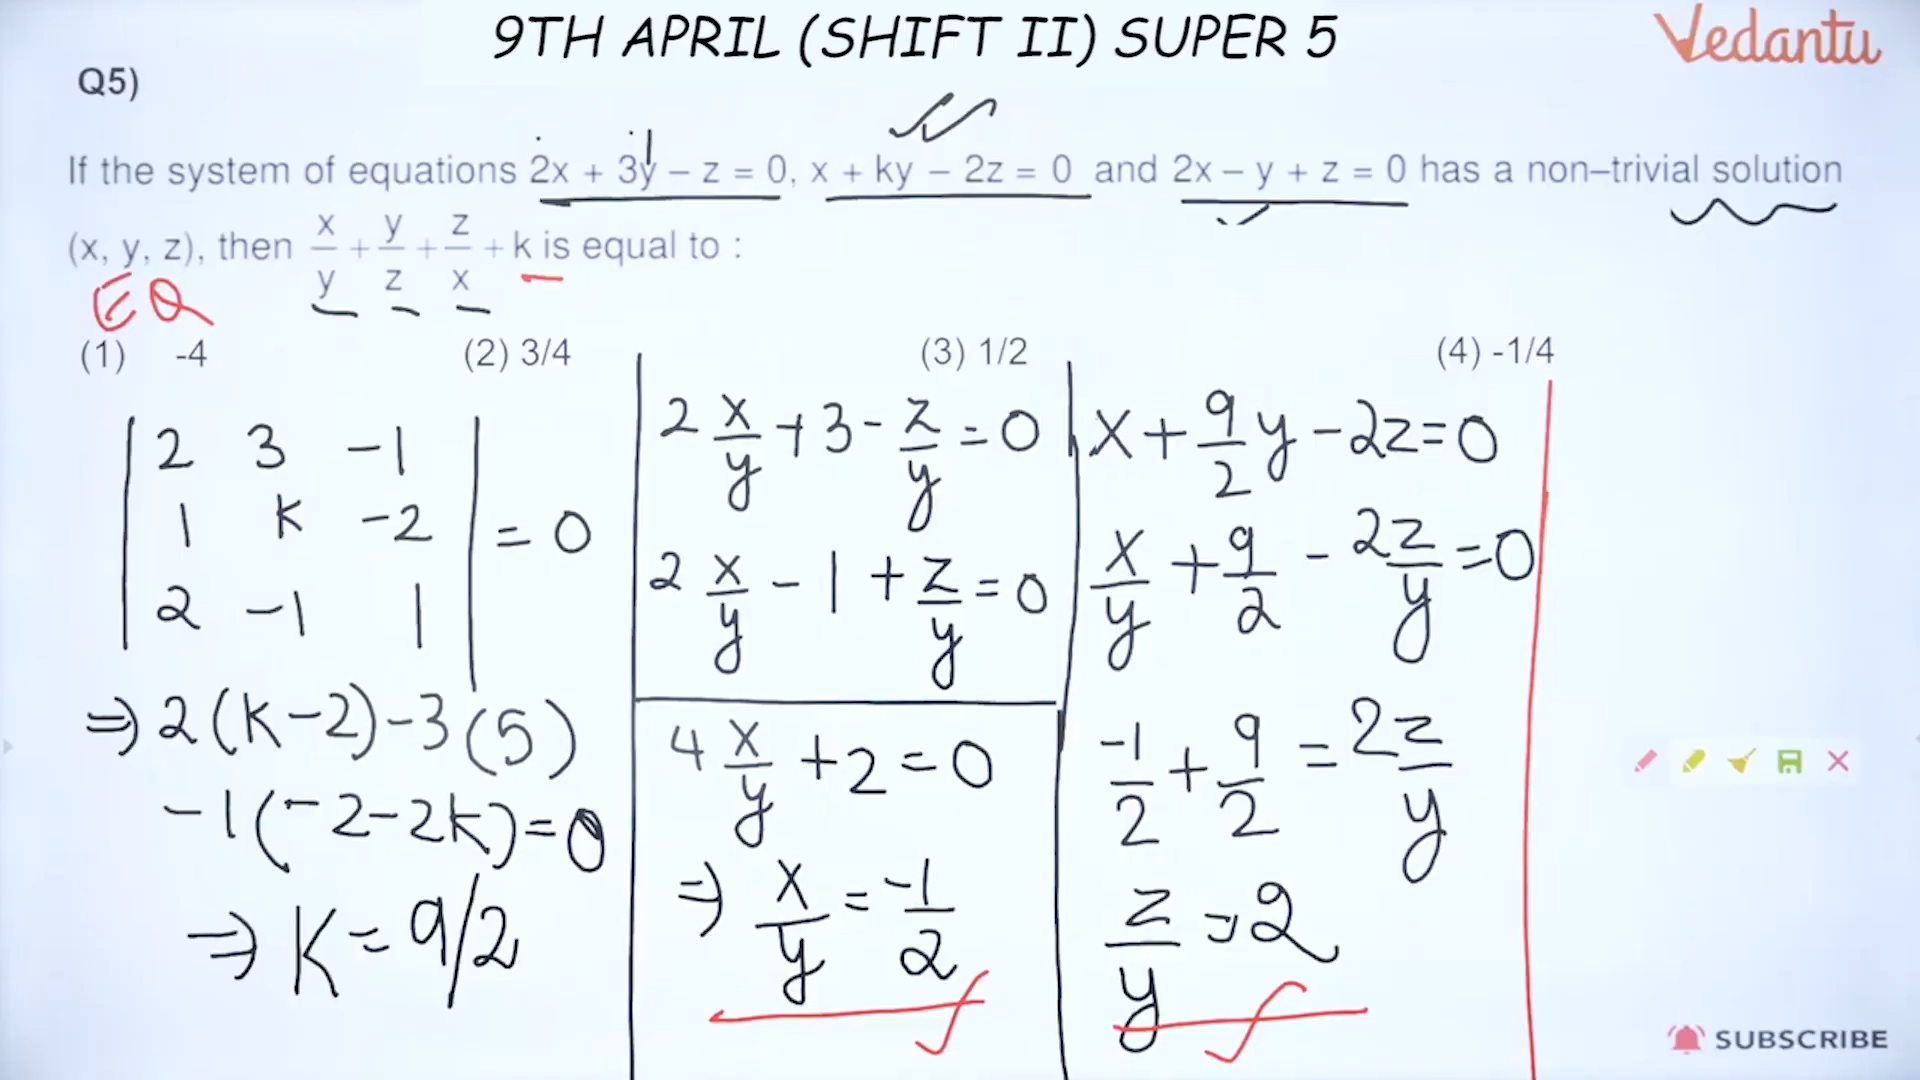 9TH APRIL (SHIFT II) SUPER 5
Vedantu
Q5)
If the system of equations 2x + 3y – z = 0, x + ky – 2z = 0 and 2x – y + z = 0 has a non–trivial solution
(x, y, z), then x/y + y/z + z/x + k is equal to :
EQ
(1) -4 (2) 3/4 (3) 1/2 (4) -1/4
| 2 3 -1 |
| 1 k -2 | = 0
| 2 -1 1 |
⇒ 2(k-2)-3(5)
-1(-2-2k)=0
⇒ K = 9/2
2 x/y + 3 - z/y = 0
2 x/y - 1 + z/y = 0
4 x/y + 2 = 0
⇒ x/y = -1/2
x + 9/2 y - 2z = 0
x/y + 9/2 - 2z/y = 0
-1/2 + 9/2 = 2z/y
z/y = 2
SUBSCRIBE